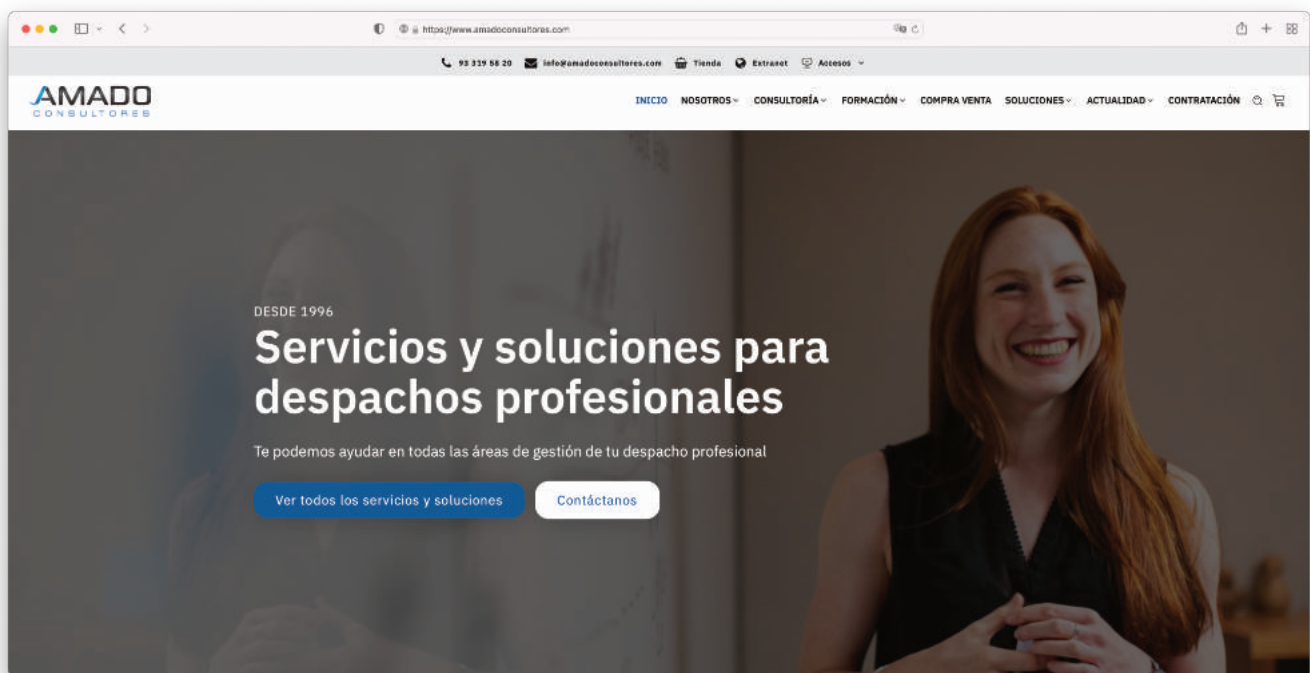 https://www.amadoconsultores.com
93 339 58 20 info@amadoconsultores.com Tienda Extranet Accesos
AMADO
CONSULTORES
INICIO NOSOTROS CONSULTORÍA FORMACIÓN COMPRA VENTA SOLUCIONES ACTUALIDAD CONTRATACIÓN
DESDE 1996
Servicios y soluciones para
despachos profesionales
Te podemos ayudar en todas las áreas de gestión de tu despacho profesional
Ver todos los servicios y soluciones Contáctanos